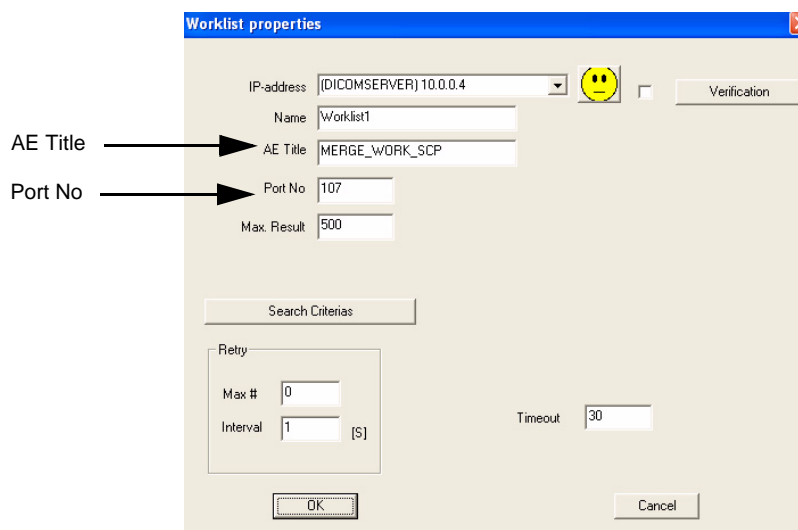 Worklist properties
IP-address (DICOMSERVER) 10.0.0.4 Verification
Name Worklist1
AE Title AE Title MERGE_WORK_SCP
Port No Port No 107
Max. Result 500
Search Criterias
Retry
Max # 0
Interval 1 [S]
Timeout 30
OK Cancel